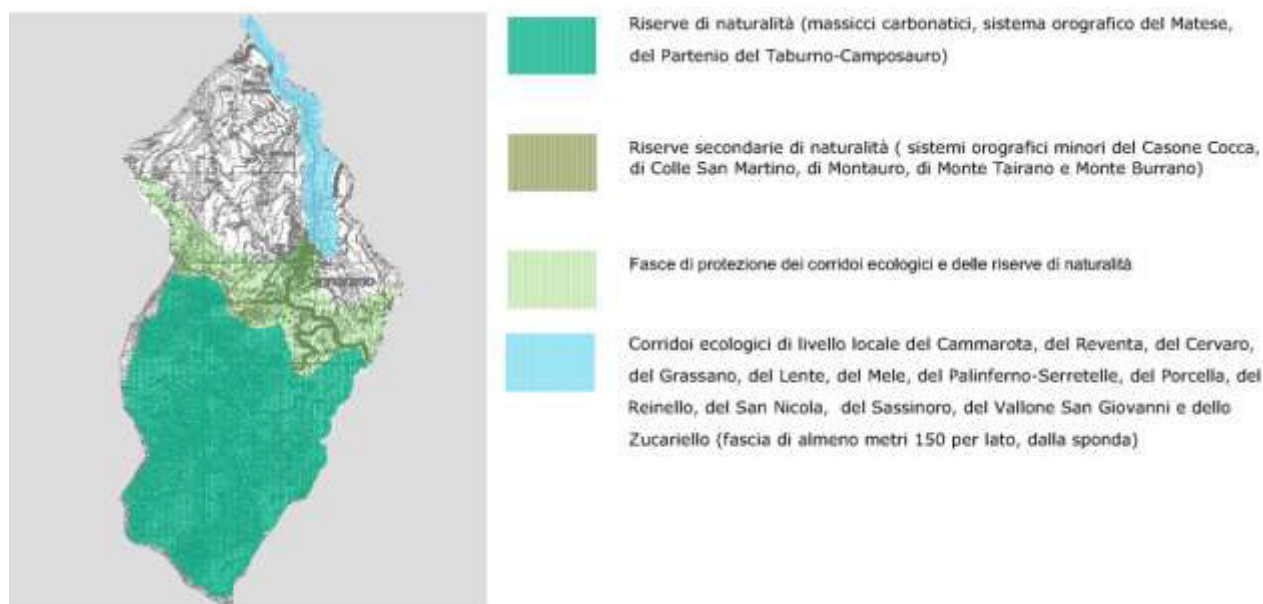 Riserve di naturalità (massicci carbonatici, sistema orografico del Matese,
del Partenio del Taburno-Camposauro)
Riserve secondarie di naturalità ( sistemi orografici minori del Casone Cocca,
di Colle San Martino, di Montauro, di Monte Tairano e Monte Burrano)
Fasce di protezione dei corridoi ecologici e delle riserve di naturalità
Corridoi ecologici di livello locale del Cammarota, del Reventa, del Cervaro,
del Grassano, del Lente, del Mele, del Palinferno-Serretelle, del Porcella, del
Reinello, del San Nicola, del Sassinoro, del Vallone San Giovanni e dello
Zucariello (fascia di almeno metri 150 per lato, dalla sponda)